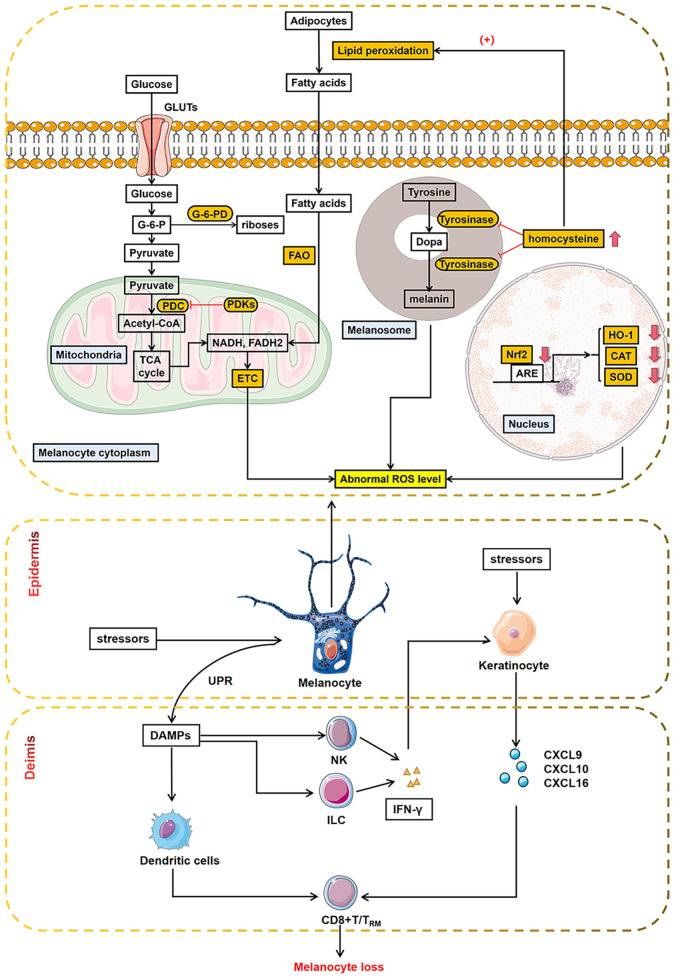 Adipocytes
Lipid peroxidation
(+)
Glucose
Fatty acids
GLUTs
Glucose
Fatty acids
Tyrosine
G-6-PD
Tyrosinase
G-6-P
riboses
Dopa
homocysteine
Pyruvate
FAO
Tyrosinase
Pyruvate
melanin
PDC
PDKs
Acetyl-CoA
Melanosome
HO-1
Mitochondria
TCA
cycle
NADH, FADH2
Nrf2
CAT
ARE
SOD
ETC
Nucleus
Melanocyte cytoplasm
Abnormal ROS level
Epidermis
stressors
stressors
Keratinocyte
UPR
Melanocyte
Deimis
DAMPs
NK
CXCL9
CXCL10
CXCL16
ILC
IFN-γ
Dendritic cells
CD8+T/TRM
Melanocyte loss